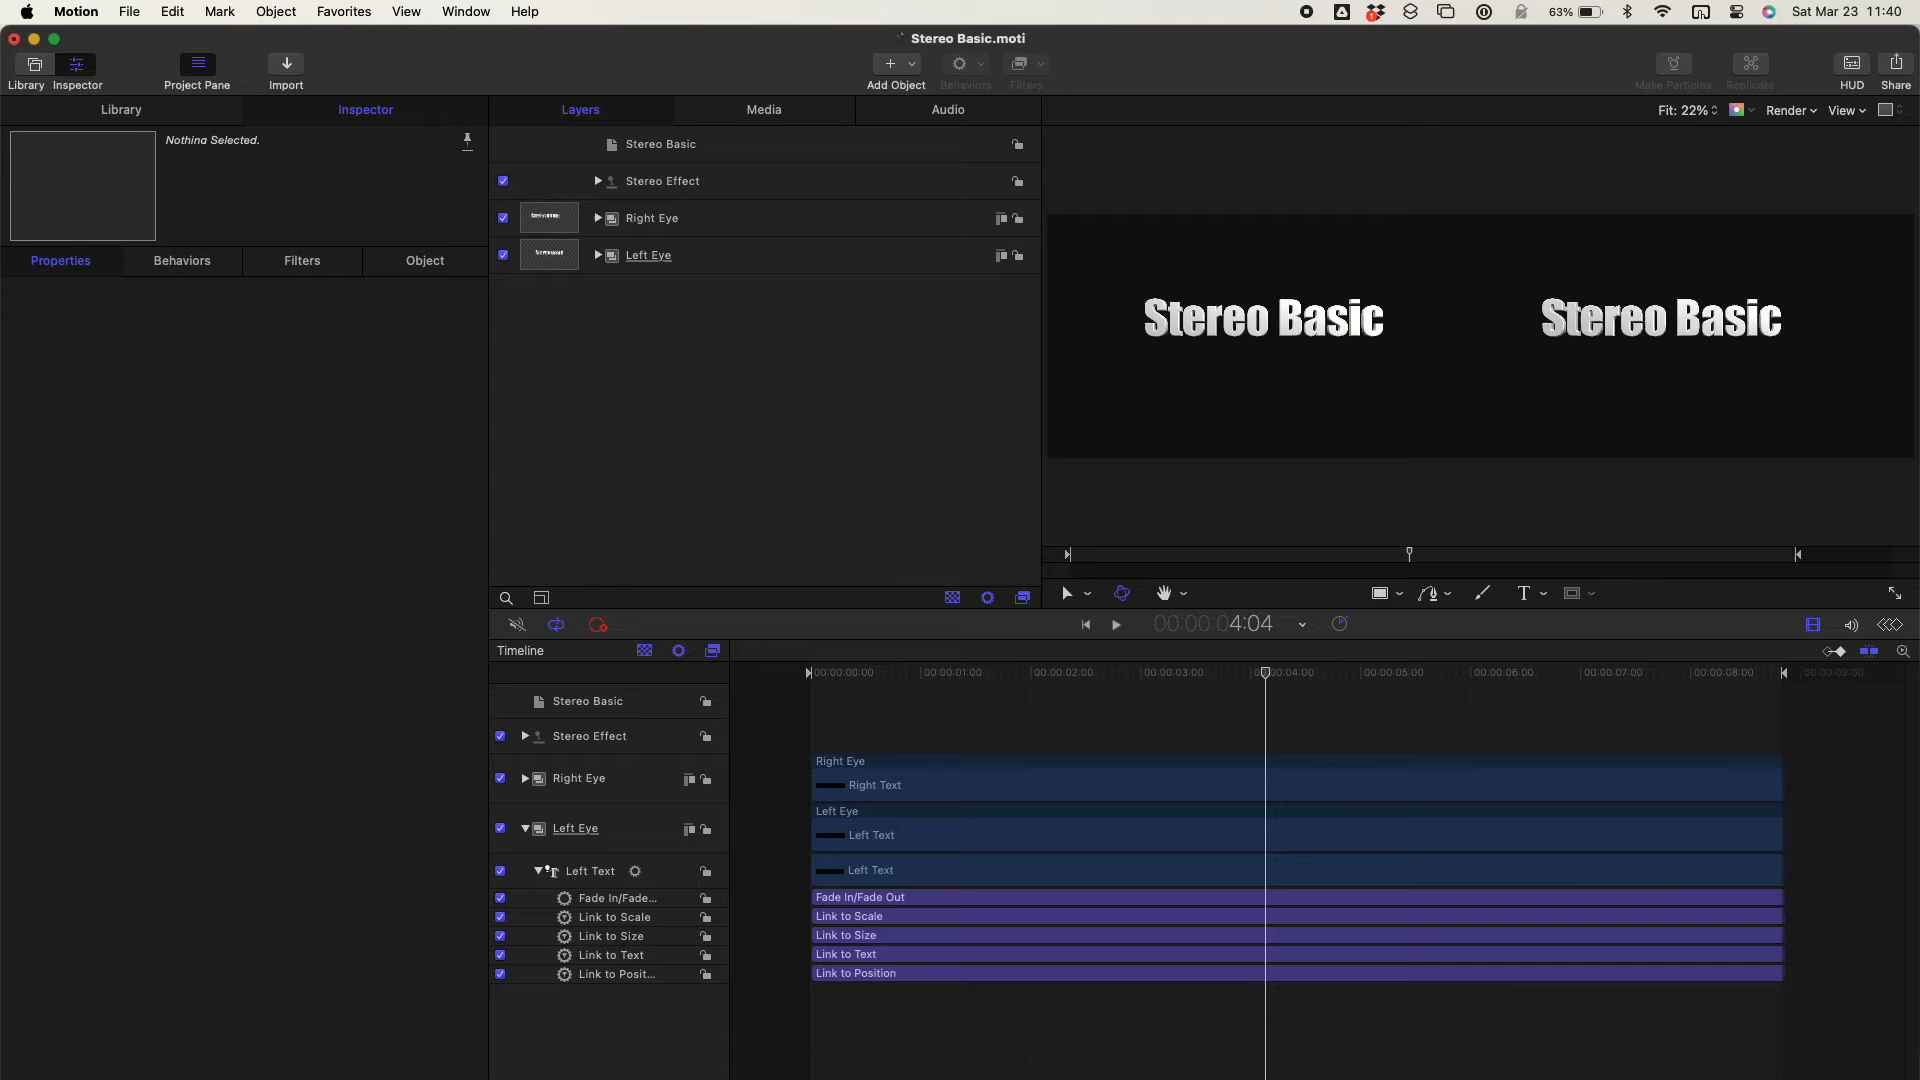 Motion File Edit Mark Object Favorites View Window Help
63% Sat Mar 23 11:40
Stereo Basic.moti
Library Inspector Project Pane Import Add Object Behaviors Filters Make Particles Replicate HUD Share
Library Inspector Layers Media Audio
Fit: 22% Render View
Nothing Selected.
Stereo Basic
Stereo Effect
Right Eye
Left Eye
Properties Behaviors Filters Object
Stereo Basic Stereo Basic
00:00:04:04
Timeline
00:00:00:00 00:00:01:00 00:00:02:00 00:00:03:00 00:00:04:00 00:00:05:00 00:00:06:00 00:00:07:00 00:00:08:00 00:00:09:00
Stereo Basic
Stereo Effect
Right Eye
Right Eye
Right Text
Left Eye
Left Eye
Left Text
Left Text
Left Text
Fade In/Fade... Fade In/Fade Out
Link to Scale Link to Scale
Link to Size Link to Size
Link to Text Link to Text
Link to Posit... Link to Position